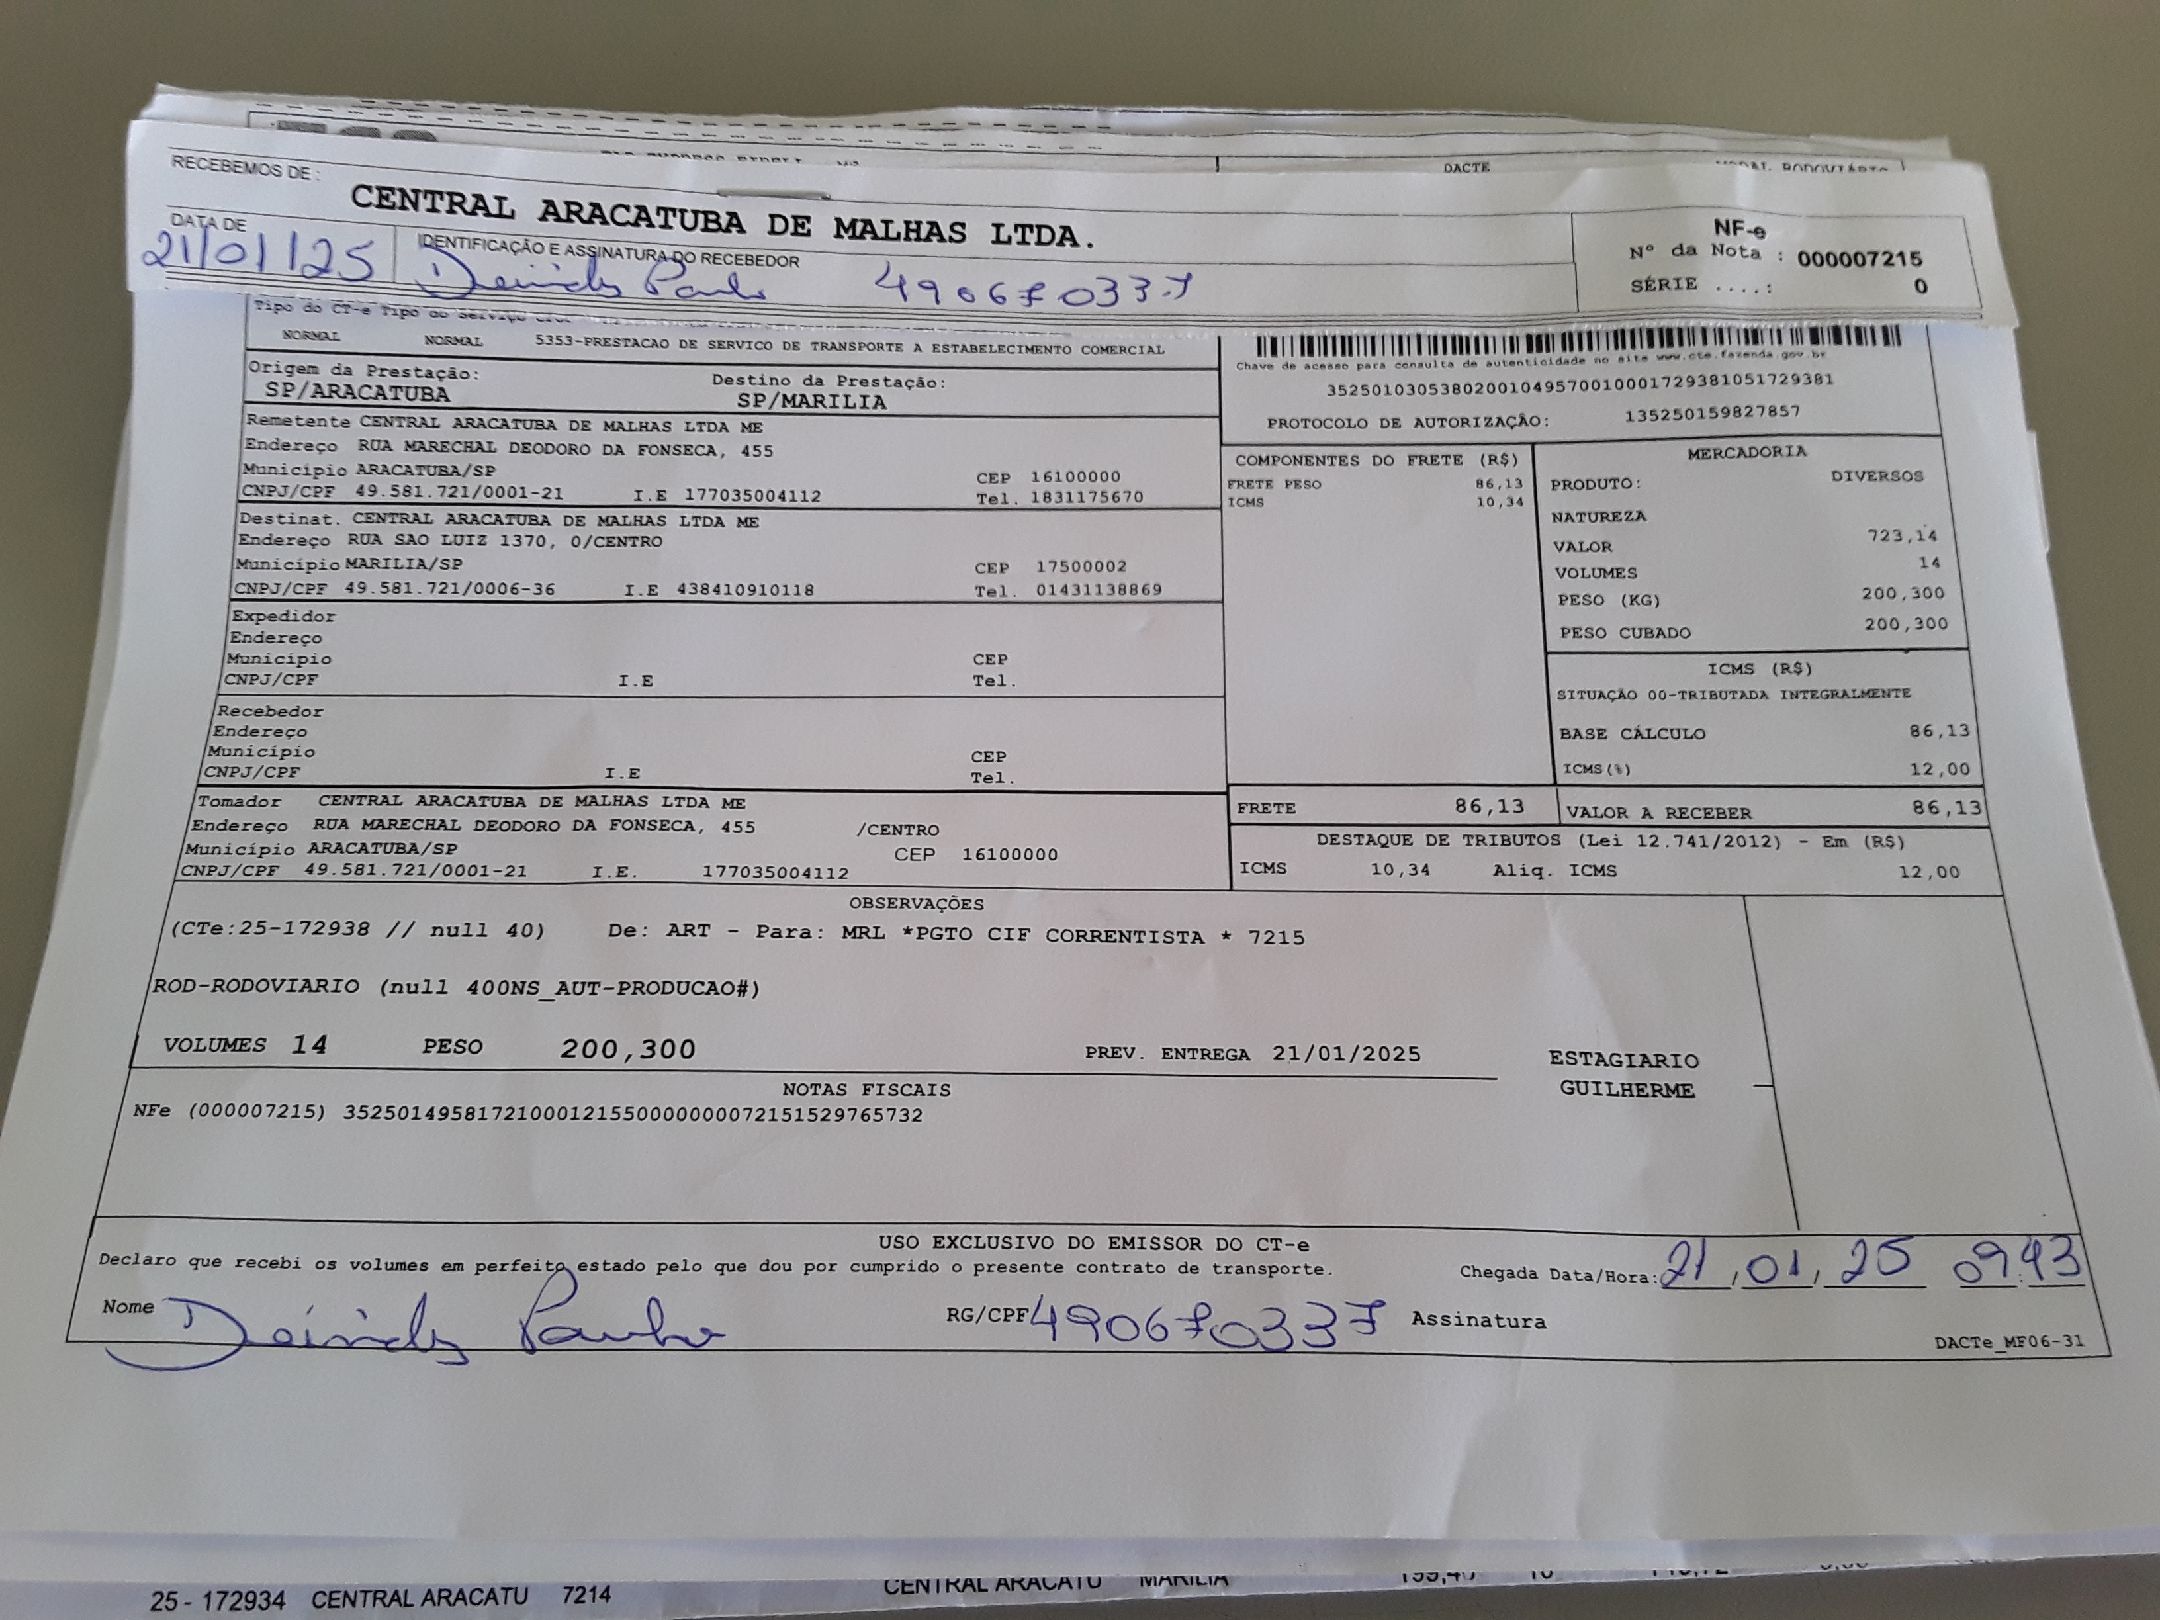 DACTE
RECEBEMOS DE :
CENTRAL ARACATUBA DE MALHAS LTDA.
NF-e
Nº da Nota : 000007215
SÉRIE ....: 0
DATA DE
21/01/25
IDENTIFICAÇÃO E ASSINATURA DO RECEBEDOR
Paulo 490670337
Tipo do CT-e Tipo do Serviço
NORMAL NORMAL 5353-PRESTACAO DE SERVICO DE TRANSPORTE A ESTABELECIMENTO COMERCIAL
Chave de acesso para consulta de autenticidade no site www.cte.fazenda.gov.br
35250103053802001049570010001729381051729381
PROTOCOLO DE AUTORIZAÇÃO: 135250159827857
Origem da Prestação: Destino da Prestação:
SP/ARACATUBA SP/MARILIA
Remetente CENTRAL ARACATUBA DE MALHAS LTDA ME
Endereço RUA MARECHAL DEODORO DA FONSECA, 455
Município ARACATUBA/SP CEP 16100000
CNPJ/CPF 49.581.721/0001-21 I.E 177035004112 Tel. 1831175670
Destinat. CENTRAL ARACATUBA DE MALHAS LTDA ME
Endereço RUA SAO LUIZ 1370, 0/CENTRO
Município MARILIA/SP CEP 17500002
CNPJ/CPF 49.581.721/0006-36 I.E 438410910118 Tel. 01431138869
Expedidor
Endereço
Município CEP
CNPJ/CPF I.E Tel.
Recebedor
Endereço
Município CEP
CNPJ/CPF I.E Tel.
Tomador CENTRAL ARACATUBA DE MALHAS LTDA ME
Endereço RUA MARECHAL DEODORO DA FONSECA, 455 /CENTRO
Município ARACATUBA/SP CEP 16100000
CNPJ/CPF 49.581.721/0001-21 I.E. 177035004112
COMPONENTES DO FRETE (R$)
FRETE PESO 86,13
ICMS 10,34
MERCADORIA
PRODUTO: DIVERSOS
NATUREZA
VALOR 723,14
VOLUMES 14
PESO (KG) 200,300
PESO CUBADO 200,300
ICMS (R$)
SITUAÇÃO 00-TRIBUTADA INTEGRALMENTE
BASE CÁLCULO 86,13
ICMS(%) 12,00
FRETE 86,13 VALOR A RECEBER 86,13
DESTAQUE DE TRIBUTOS (Lei 12.741/2012) - Em (R$)
ICMS 10,34 Aliq. ICMS 12,00
OBSERVAÇÕES
(CTe:25-172938 // null 40) De: ART - Para: MRL *PGTO CIF CORRENTISTA * 7215
ROD-RODOVIARIO (null 400NS_AUT-PRODUCAO#)
VOLUMES 14 PESO 200,300 PREV. ENTREGA 21/01/2025
ESTAGIARIO
GUILHERME
NOTAS FISCAIS
NFe (000007215) 35250149581721000121550000000072151529765732
USO EXCLUSIVO DO EMISSOR DO CT-e
Declaro que recebi os volumes em perfeito estado pelo que dou por cumprido o presente contrato de transporte.
Chegada Data/Hora: 21,01,25 09:43
Nome Paulo RG/CPF 490670337 Assinatura
DACTe_MF06-31
25 - 172934 CENTRAL ARACATU 7214
CENTRAL ARACATU MARILIA